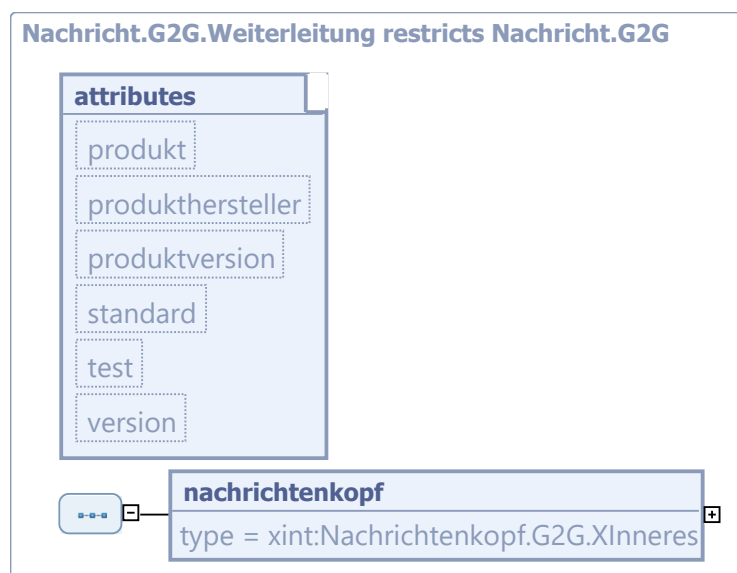 Nachricht.G2G.Weiterleitung restricts Nachricht.G2G
attributes
produkt
produkthersteller
produktversion
standard
test
version
nachrichtenkopf
type = xint:Nachrichtenkopf.G2G.XInneres